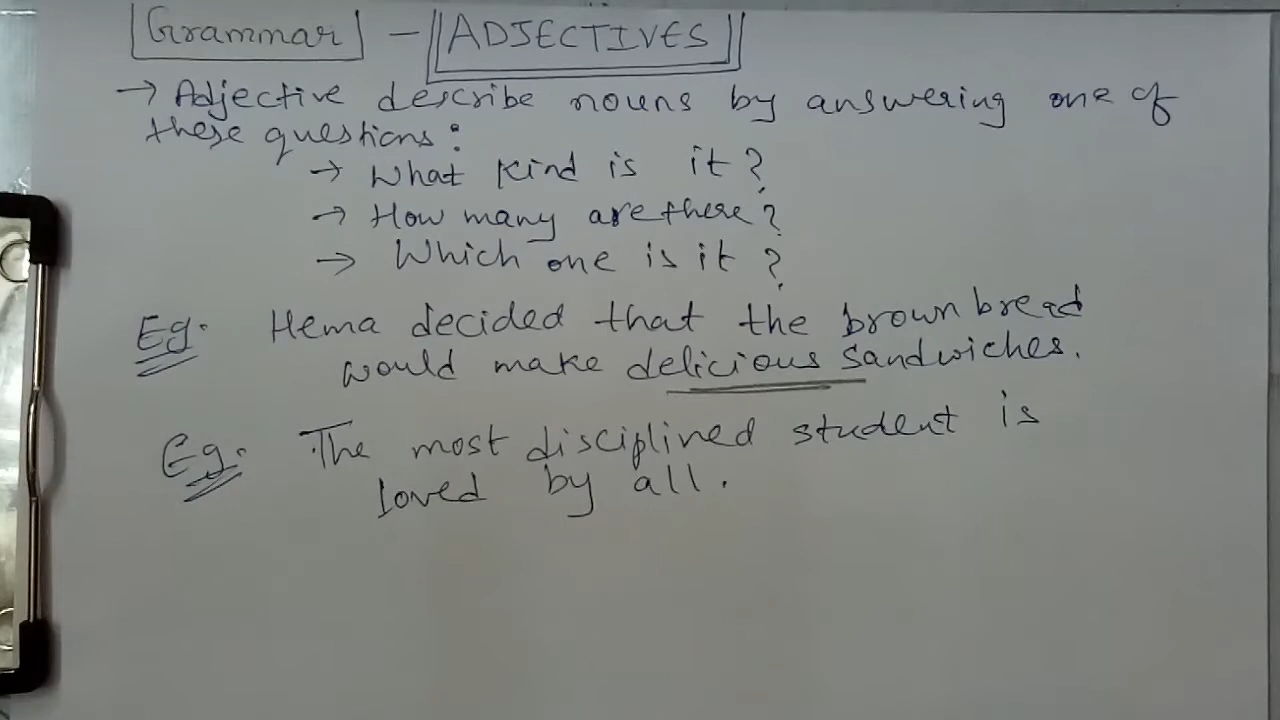 Grammar - ADJECTIVES
→ Adjective describe nouns by answering one of
these questions:
→ What kind is it?
→ How many are there?
→ Which one is it?
Eg. Hema decided that the brown bread
would make delicious sandwiches.
Eg. The most disciplined student is
loved by all.